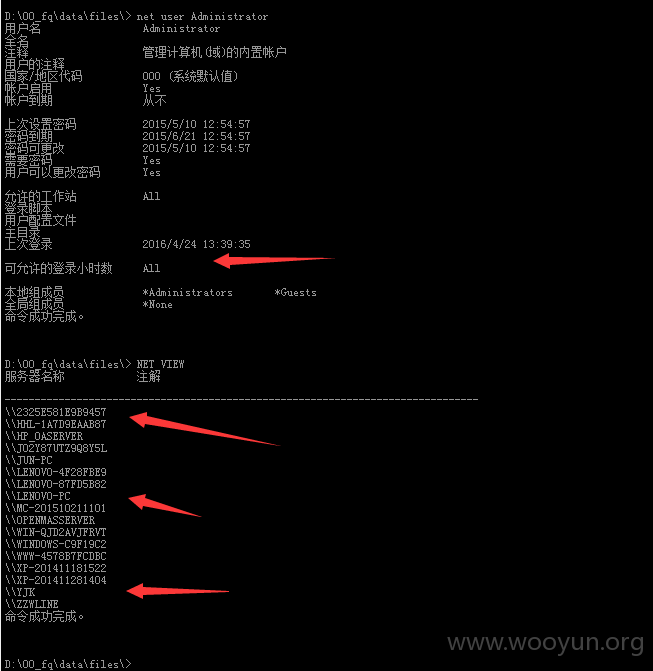 D:\OO_fq\data\files\> net user Administrator
用户名 Administrator
全名
注释 管理计算机(域)的内置帐户
用户的注释
国家/地区代码 000 (系统默认值)
帐户启用 Yes
帐户到期 从不
上次设置密码 2015/5/10 12:54:57
密码到期 2015/6/21 12:54:57
密码可更改 2015/5/10 12:54:57
需要密码 Yes
用户可以更改密码 Yes
允许的工作站 All
登录脚本
用户配置文件
主目录
上次登录 2016/4/24 13:39:35
可允许的登录小时数 All
本地组成员 *Administrators *Guests
全局组成员 *None
命令成功完成。
D:\OO_fq\data\files\> NET VIEW
服务器名称 注解
-------------------------------------------------------------------------------
\\2325E581E9B9457
\\HHL-1A7D9EAAB87
\\HP_OASERVER
\\JO2Y87UTZ9Q8Y5L
\\JUN-PC
\\LENOVO-4F28FBE9
\\LENOVO-87FD5B82
\\LENOVO-PC
\\MC-201510211101
\\OPENMASSERVER
\\WIN-QJD2AVJFRVT
\\WINDOWS-C9F19C2
\\WWW-4578B7FCDBC
\\XP-201411181522
\\XP-201411281404
\\YJK
\\ZZWLINE
命令成功完成。
D:\OO_fq\data\files\>
www.wooyun.org